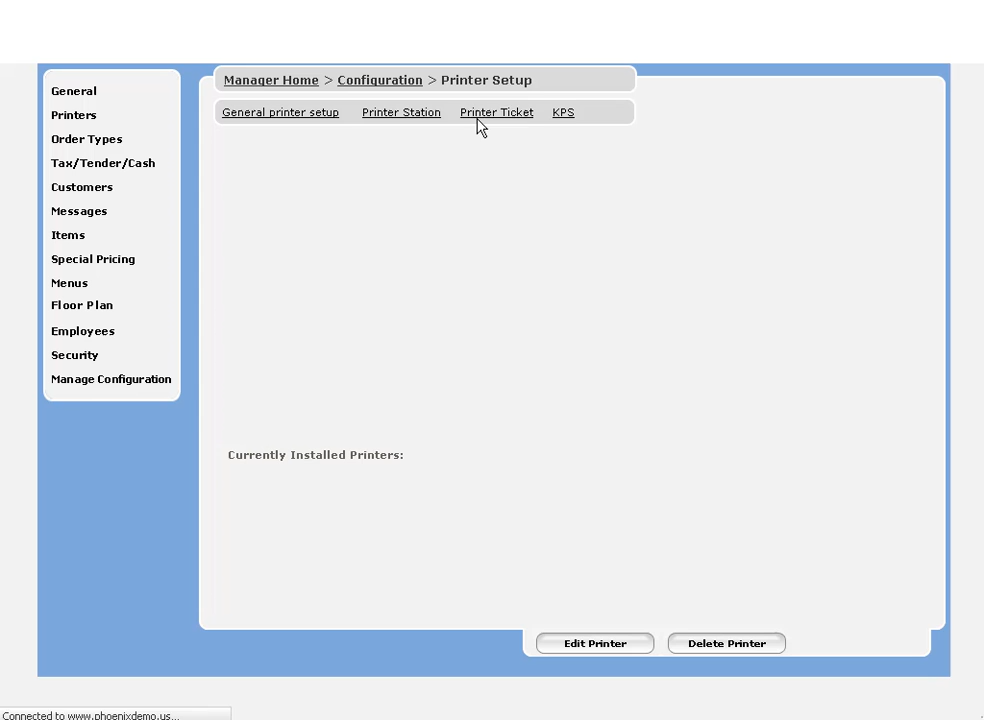 Manager Home > Configuration > Printer Setup
General printer setup Printer Station Printer Ticket KPS
General
Printers
Order Types
Tax/Tender/Cash
Customers
Messages
Items
Special Pricing
Menus
Floor Plan
Employees
Security
Manage Configuration
Currently Installed Printers:
Edit Printer Delete Printer
Connected to www.phoenixdemo.us...